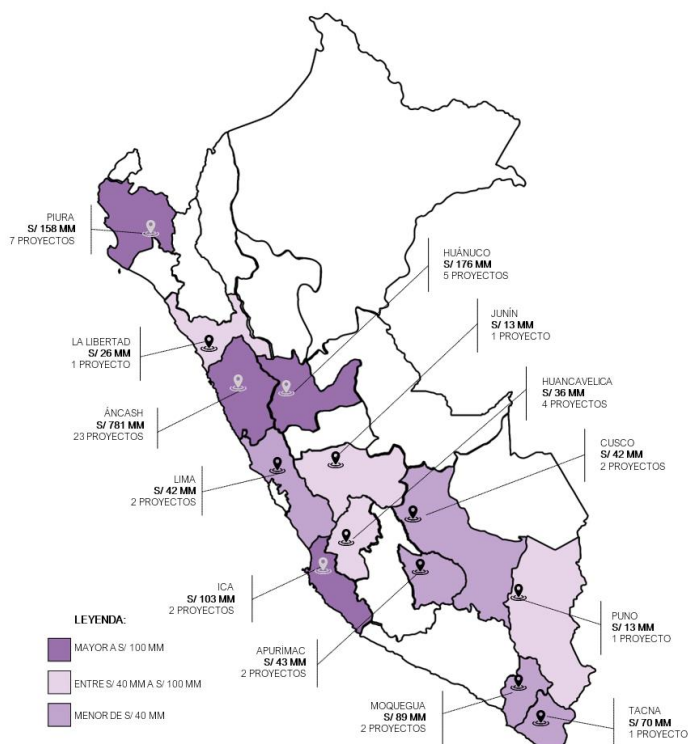 PIURA
S/ 158 MM
7 PROYECTOS
HUÁNUCO
S/ 176 MM
5 PROYECTOS
JUNÍN
S/ 13 MM
1 PROYECTO
LA LIBERTAD
S/ 26 MM
1 PROYECTO
HUANCAVELICA
S/ 36 MM
4 PROYECTOS
ÁNCASH
S/ 781 MM
23 PROYECTOS
CUSCO
S/ 42 MM
2 PROYECTOS
LIMA
S/ 42 MM
2 PROYECTOS
ICA
S/ 103 MM
2 PROYECTOS
PUNO
S/ 13 MM
1 PROYECTO
APURÍMAC
S/ 43 MM
2 PROYECTOS
MOQUEGUA
S/ 89 MM
2 PROYECTOS
TACNA
S/ 70 MM
1 PROYECTO
LEYENDA:
MAYOR A S/ 100 MM
ENTRE S/ 40 MM A S/ 100 MM
MENOR DE S/ 40 MM